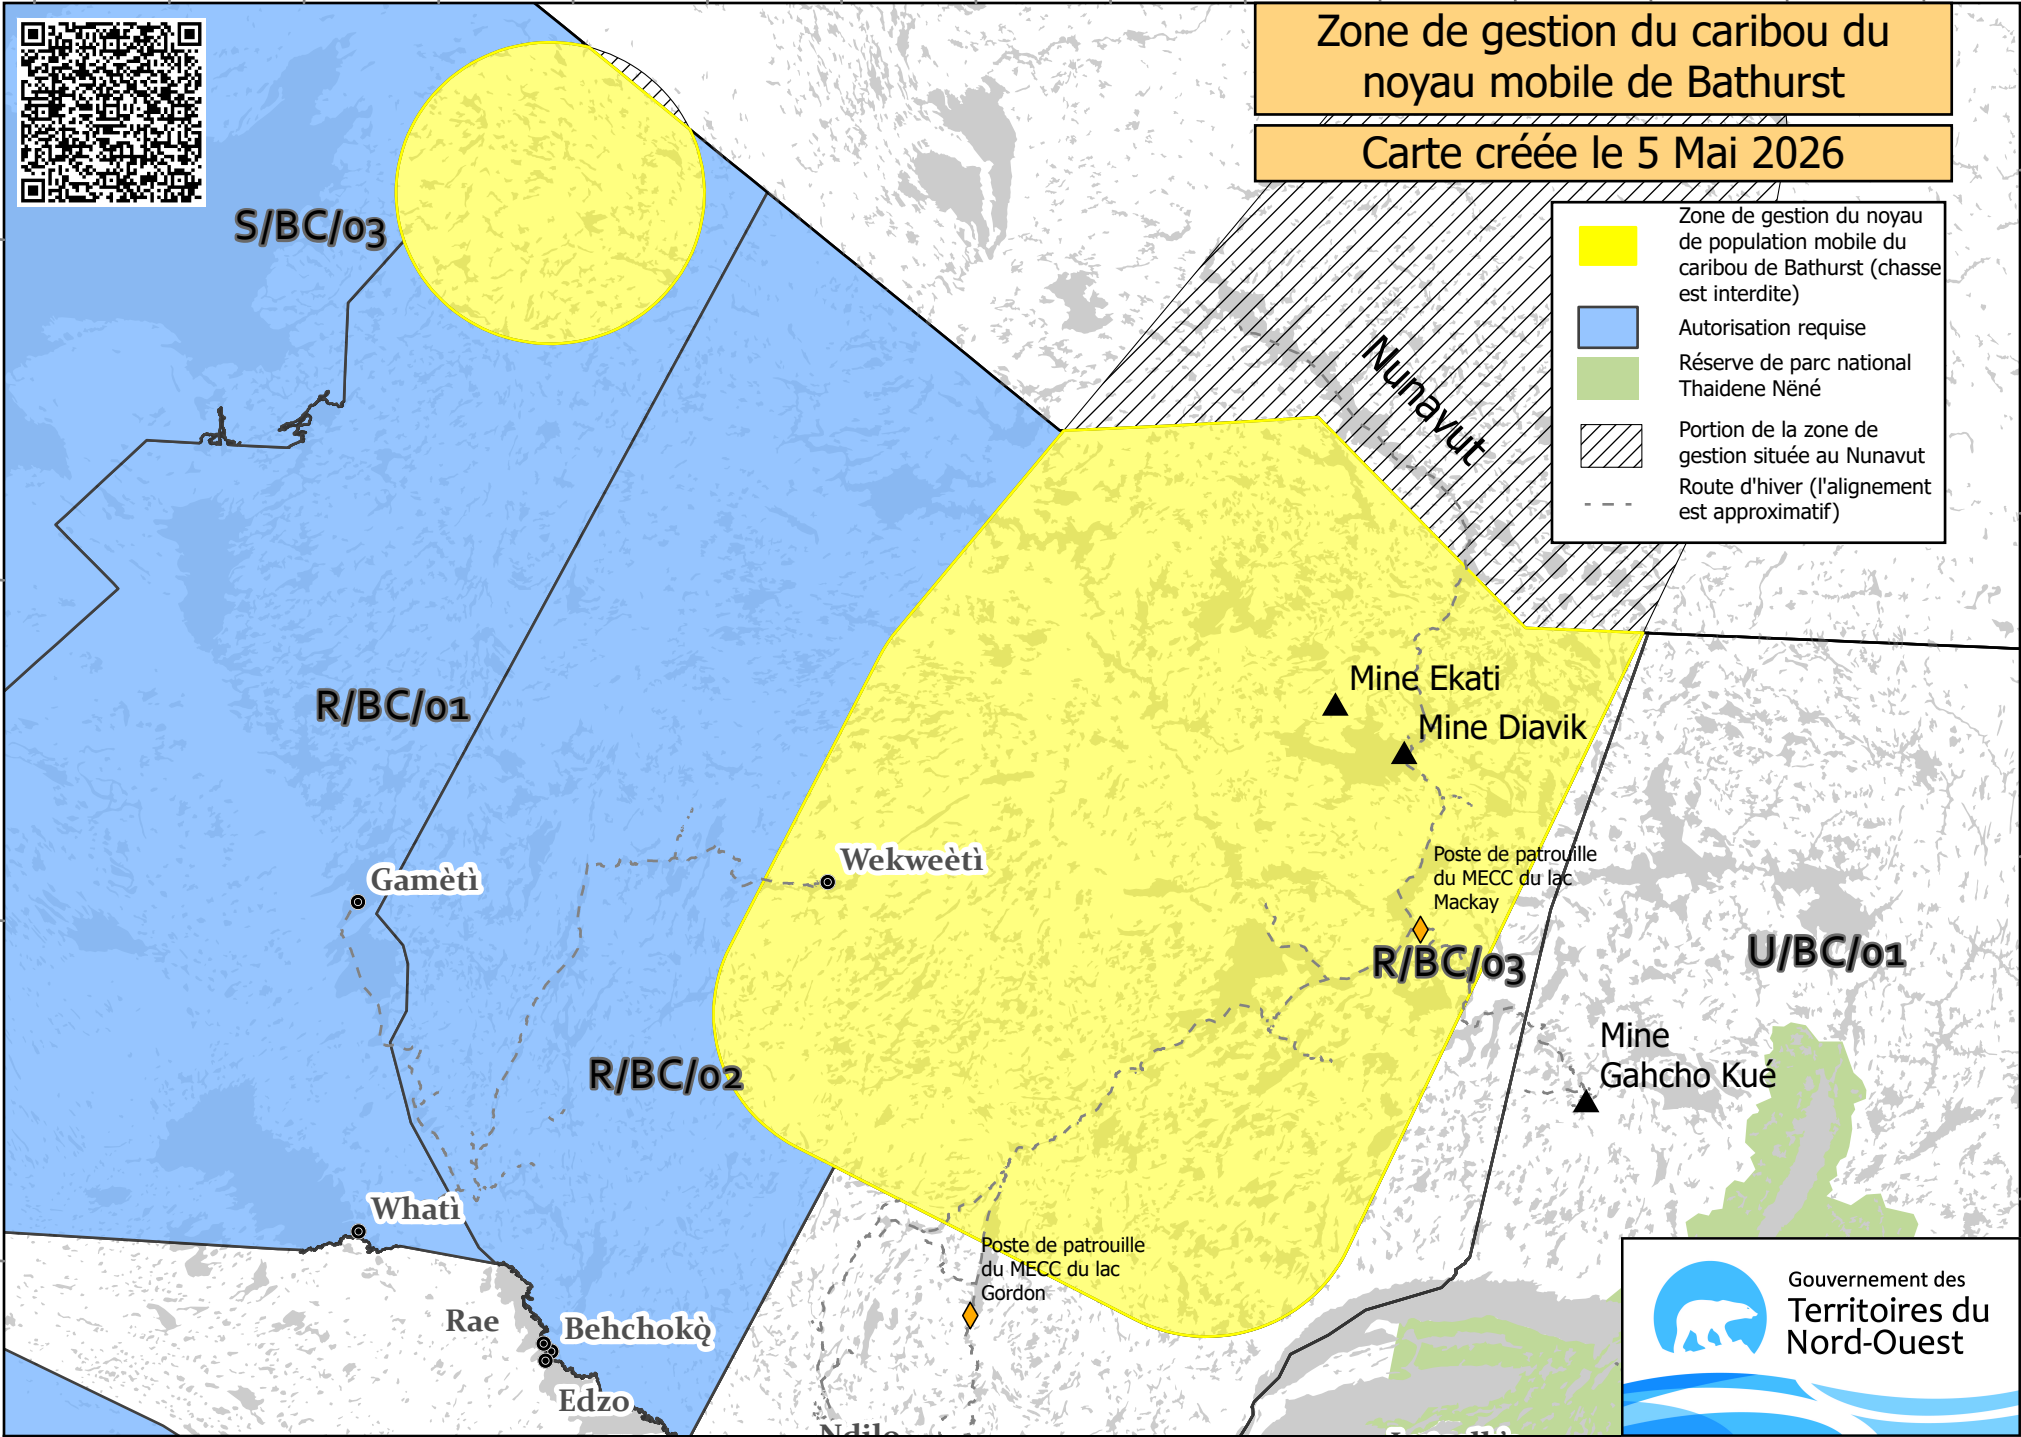 Zone de gestion du caribou du
noyau mobile de Bathurst
Carte créée le 5 Mai 2026
Zone de gestion du noyau
de population mobile du
caribou de Bathurst (chasse
est interdite)
Autorisation requise
Réserve de parc national
Thaidene Nëné
Portion de la zone de
gestion située au Nunavut
Route d'hiver (l'alignement
est approximatif)
S/BC/03
Nunavut
R/BC/01
Mine Ekati
Mine Diavik
Wekweètì
Gamètì
Poste de patrouille
du MECC du lac
Mackay
R/BC/03
U/BC/01
Mine
Gahcho Kué
R/BC/02
Whatì
Poste de patrouille
du MECC du lac
Gordon
Rae
Behchokǫ̀
Edzo
Ndilo
Gouvernement des
Territoires du
Nord-Ouest